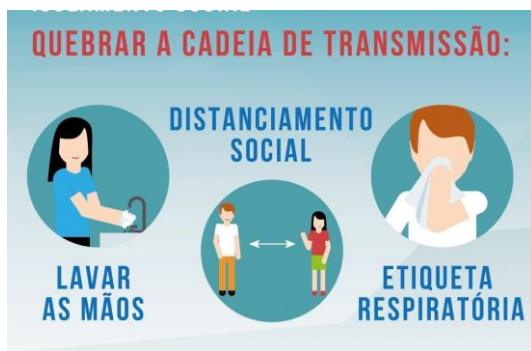 QUEBRAR A CADEIA DE TRANSMISSÃO:
DISTANCIAMENTO
SOCIAL
LAVAR
AS MÃOS
ETIQUETA
RESPIRATÓRIA